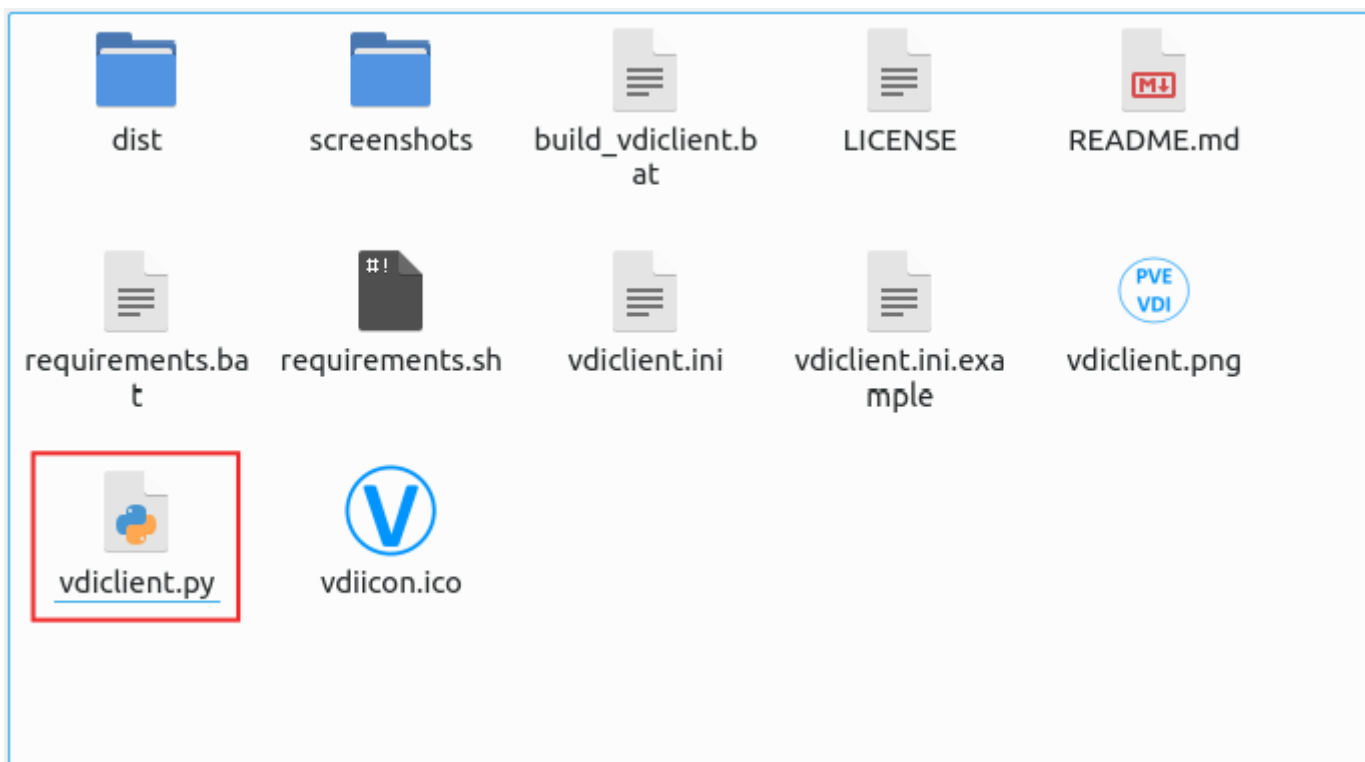 dist
screenshots
build_vdiclient.b
at
LICENSE
M↓
README.md
requirements.ba
t
#!
requirements.sh
vdiclient.ini
vdiclient.ini.exa
mple
PVE
VDI
vdiclient.png
vdiclient.py
V
vdiicon.ico